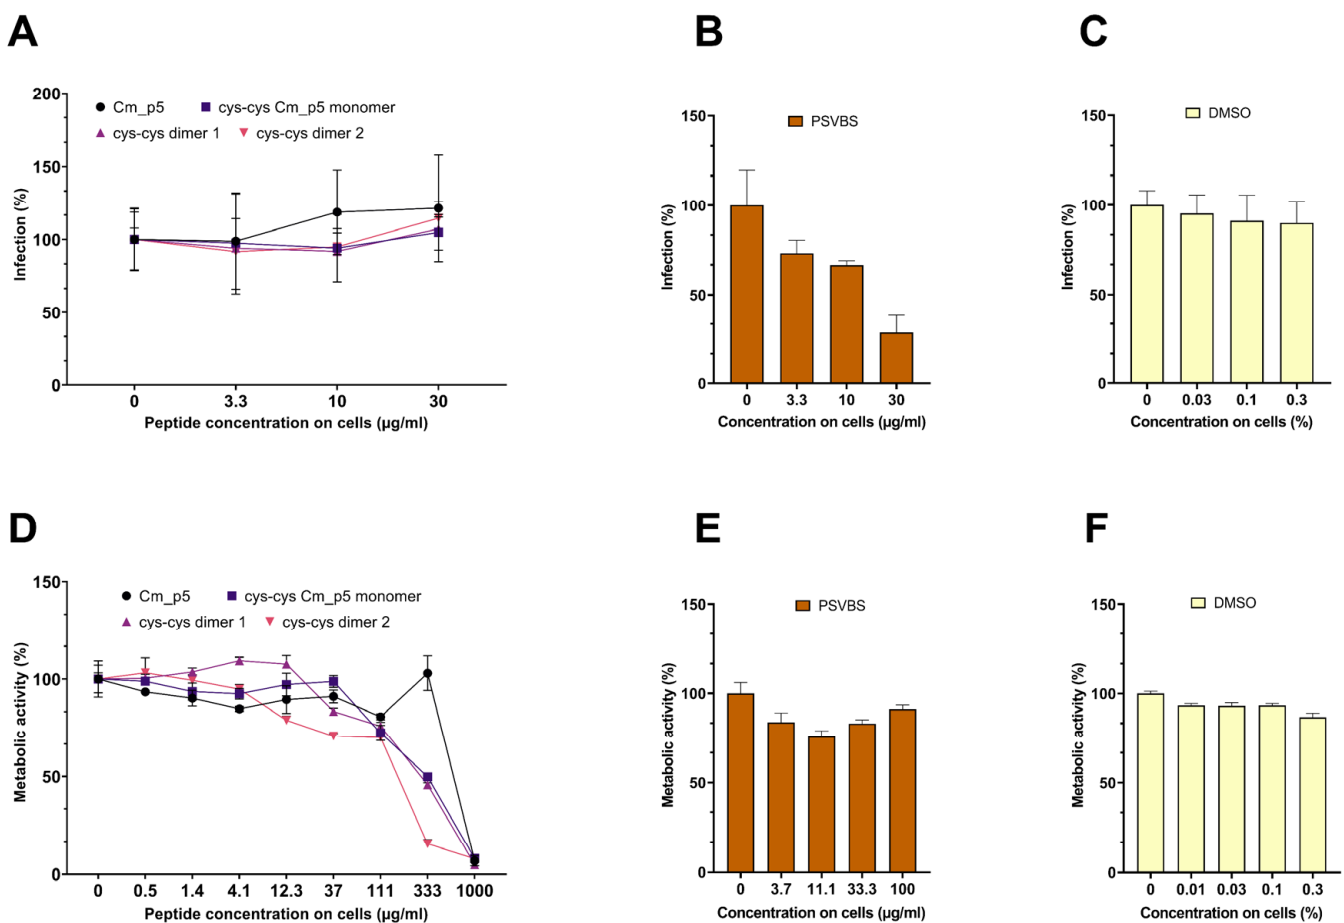 A
Cm_p5
cys-cys Cm_p5 monomer
cys-cys dimer 1
cys-cys dimer 2
Infection (%)
200
150
100
50
0
0 3.3 10 30
Peptide concentration on cells (µg/ml)
B
PSVBS
Infection (%)
150
100
50
0
0 3.3 10 30
Concentration on cells (µg/ml)
C
DMSO
Infection (%)
150
100
50
0
0 0.03 0.1 0.3
Concentration on cells (%)
D
Cm_p5
cys-cys Cm_p5 monomer
cys-cys dimer 1
cys-cys dimer 2
Metabolic activity (%)
150
100
50
0
0 0.5 1.4 4.1 12.3 37 111 333 1000
Peptide concentration on cells (µg/ml)
E
PSVBS
Metabolic activity (%)
150
100
50
0
0 3.7 11.1 33.3 100
Concentration on cells (µg/ml)
F
DMSO
Metabolic activity (%)
150
100
50
0
0 0.01 0.03 0.1 0.3
Concentration on cells (%)